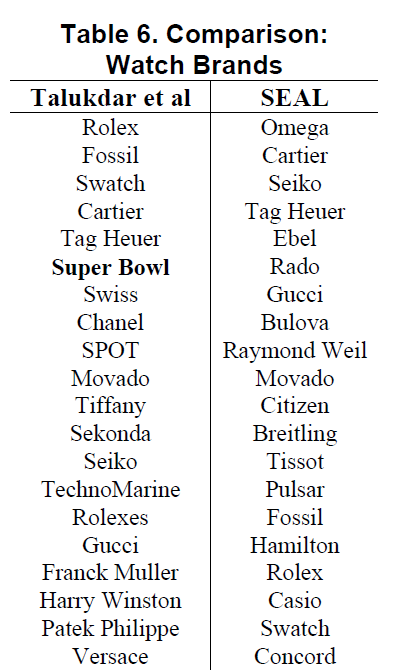 Table 6. Comparison:
Watch Brands
Talukdar et al SEAL
Rolex Omega
Fossil Cartier
Swatch Seiko
Cartier Tag Heuer
Tag Heuer Ebel
Super Bowl Rado
Swiss Gucci
Chanel Bulova
SPOT Raymond Weil
Movado Movado
Tiffany Citizen
Sekonda Breitling
Seiko Tissot
TechnoMarine Pulsar
Rolexes Fossil
Gucci Hamilton
Franck Muller Rolex
Harry Winston Casio
Patek Philippe Swatch
Versace Concord